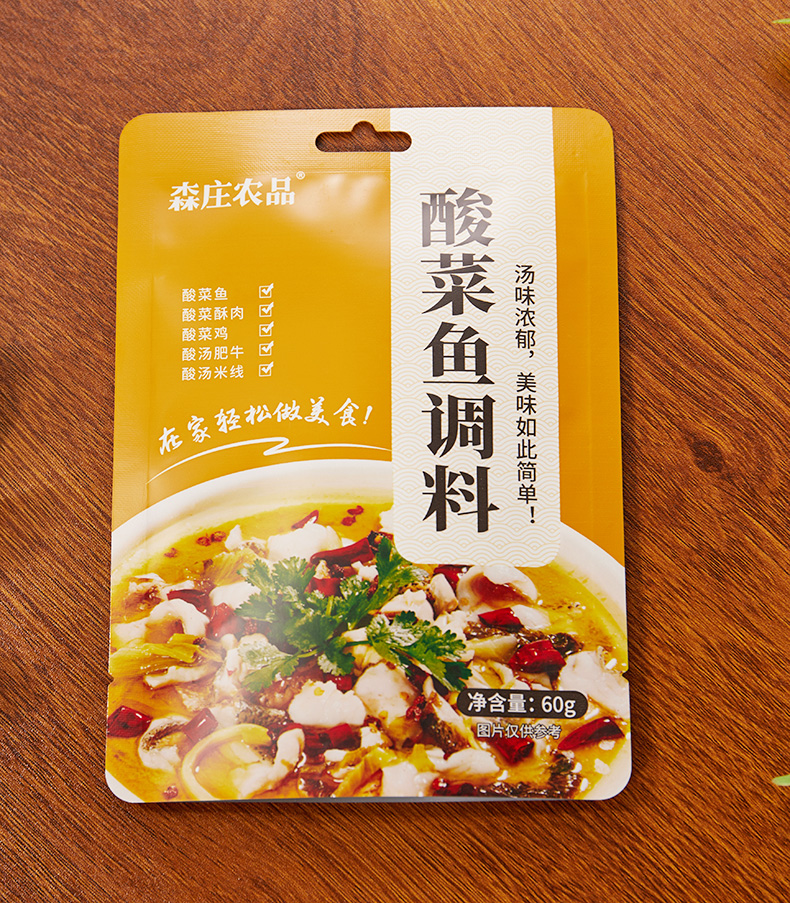 森庄农品®
酸菜鱼
酸菜酥肉
酸菜鸡
酸汤肥牛
酸汤米线
在家轻松做美食!
酸菜鱼调料
汤味浓郁，美味如此简单！
净含量：60g
图片仅供参考